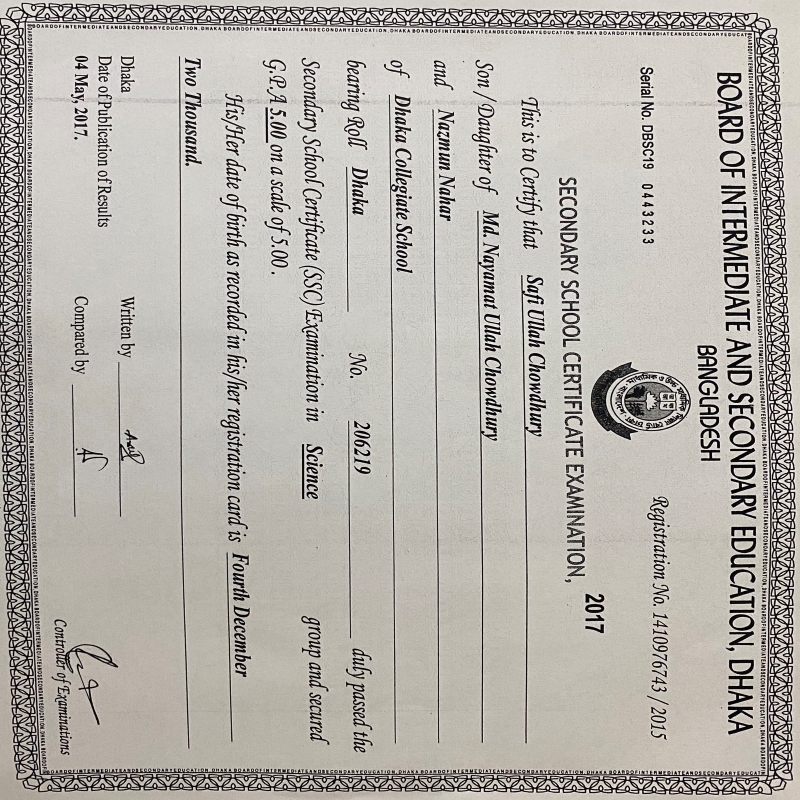 BOARD OF INTERMEDIATE AND SECONDARY EDUCATION, DHAKA
BANGLADESH
Serial No. DBSC19 0443233
Registration No. 1410976743 / 2015
SECONDARY SCHOOL CERTIFICATE EXAMINATION, 2017
This is to Certify that Safi Ullah Chowdhury
Son / Daughter of Md. Nayamat Ullah Chowdhury
and Nazmun Nahar
of Dhaka Collegiate School
bearing Roll Dhaka No. 206219 duly passed the
Secondary School Certificate (SSC) Examination in Science group and secured
G.P.A 5.00 on a scale of 5.00.
His/Her date of birth as recorded in his/her registration card is Fourth December
Two Thousand.
Dhaka
Date of Publication of Results
04 May, 2017.
Written by
Compared by
Controller of Examinations